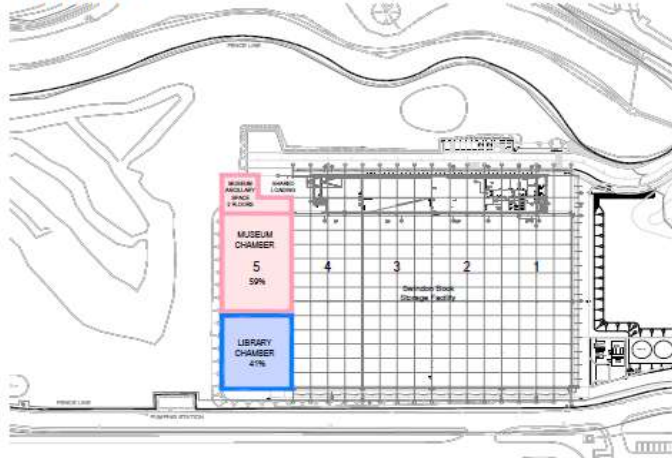 FENCE LINE
MUSEUM
ANCILLARY
SPACE
2 FLOORS
SHARED
LOADING
MUSEUM
CHAMBER
5
59%
4
3
2
1
Swindon Book
Storage Facility
LIBRARY
CHAMBER
41%
FENCE LINE
PUMPING STATION